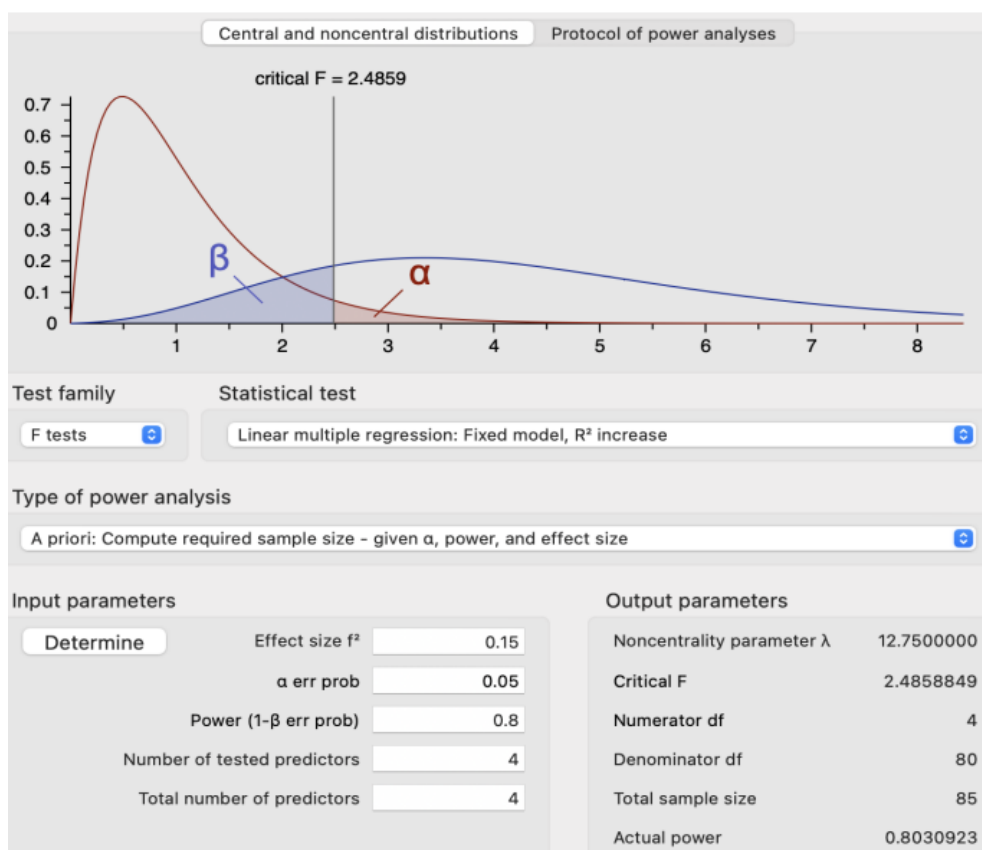 Central and noncentral distributions Protocol of power analyses
critical F = 2.4859
0.7
0.6
0.5
0.4
0.3
0.2
0.1
0
β
α
1 2 3 4 5 6 7 8
Test family Statistical test
F tests Linear multiple regression: Fixed model, R² increase
Type of power analysis
A priori: Compute required sample size – given α, power, and effect size
Input parameters Output parameters
Determine Effect size f² 0.15 Noncentrality parameter λ 12.7500000
α err prob 0.05 Critical F 2.4858849
Power (1-β err prob) 0.8 Numerator df 4
Number of tested predictors 4 Denominator df 80
Total number of predictors 4 Total sample size 85
Actual power 0.8030923